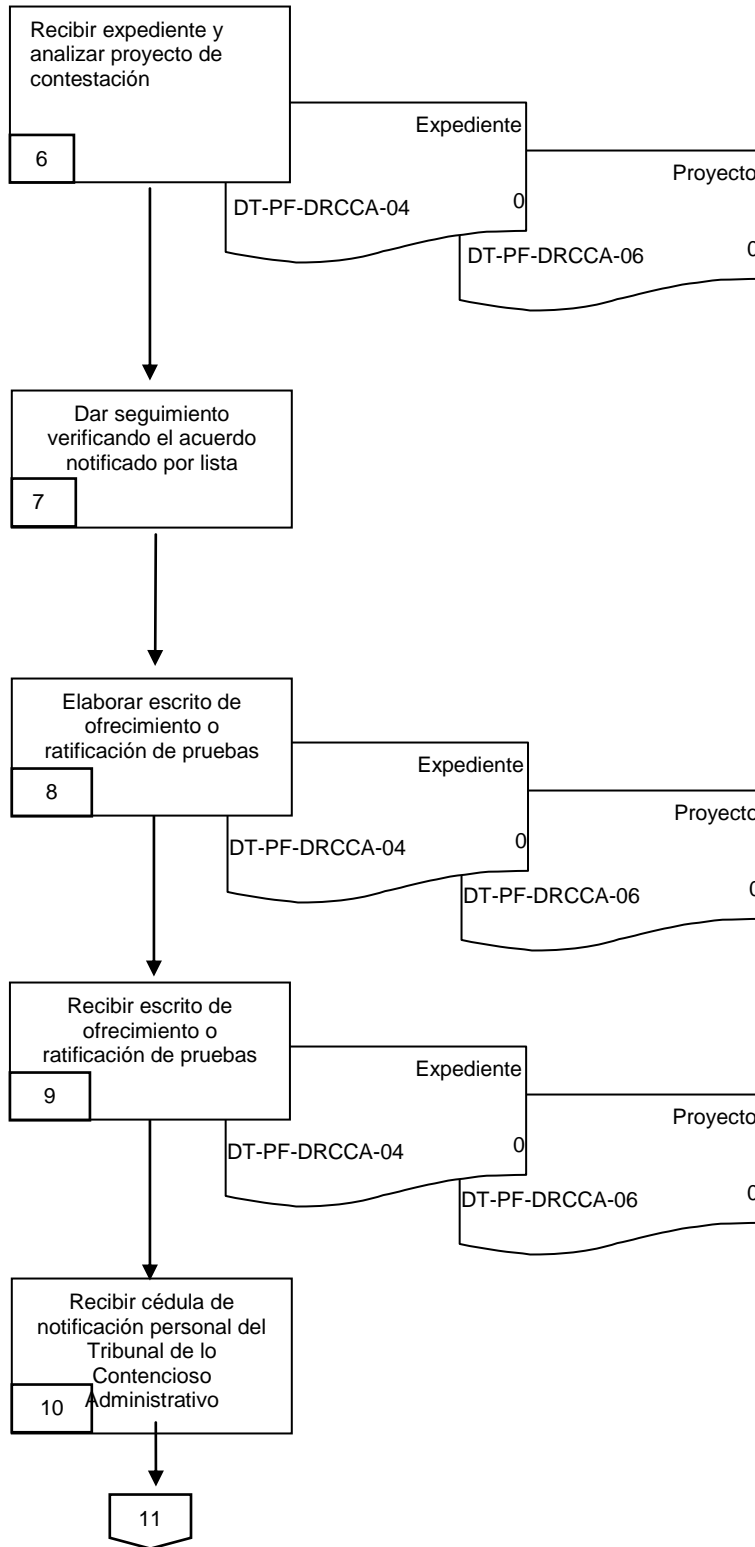 Recibir expediente y
analizar proyecto de
contestación
6
Expediente
DT-PF-DRCCA-04
0
Proyecto
DT-PF-DRCCA-06
0
Dar seguimiento
verificando el acuerdo
notificado por lista
7
Elaborar escrito de
ofrecimiento o
ratificación de pruebas
8
Expediente
DT-PF-DRCCA-04
0
Proyecto
DT-PF-DRCCA-06
0
Recibir escrito de
ofrecimiento o
ratificación de pruebas
9
Expediente
DT-PF-DRCCA-04
0
Proyecto
DT-PF-DRCCA-06
0
Recibir cédula de
notificación personal del
Tribunal de lo
Contencioso
Administrativo
10
11